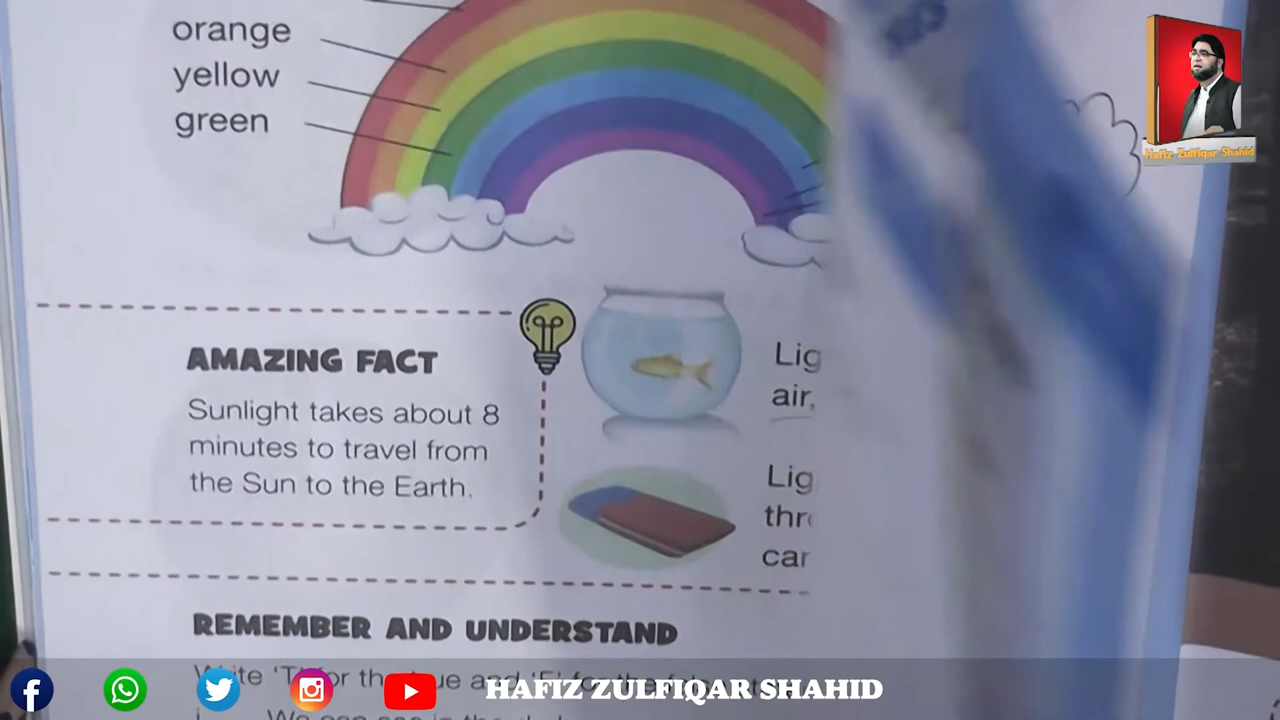 orange
yellow
green
AMAZING FACT
Sunlight takes about 8
minutes to travel from
the Sun to the Earth.
Lig
air,
Lig
thr
car
REMEMBER AND UNDERSTAND
Hafiz Zulfiqar Shahid
HAFIZ ZULFIQAR SHAHID